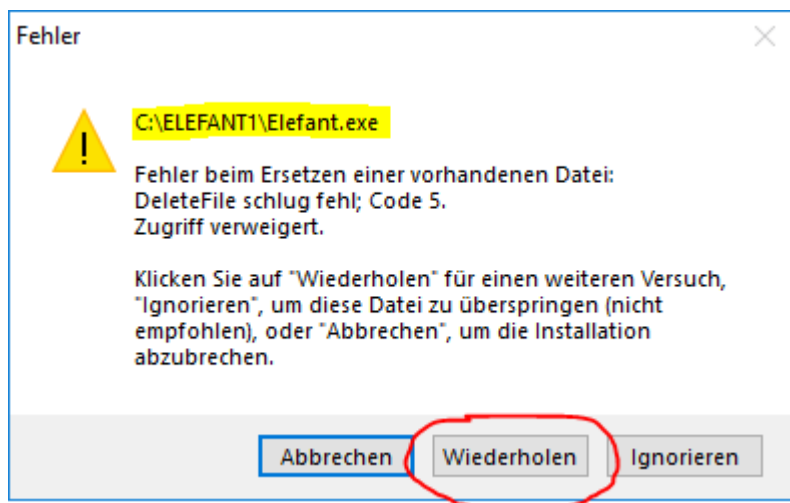 Fehler
C:\ELEFANT1\Elefant.exe
Fehler beim Ersetzen einer vorhandenen Datei:
DeleteFile schlug fehl; Code 5.
Zugriff verweigert.
Klicken Sie auf "Wiederholen" für einen weiteren Versuch,
"Ignorieren", um diese Datei zu überspringen (nicht
empfohlen), oder "Abbrechen", um die Installation
abzubrechen.
Abbrechen Wiederholen Ignorieren